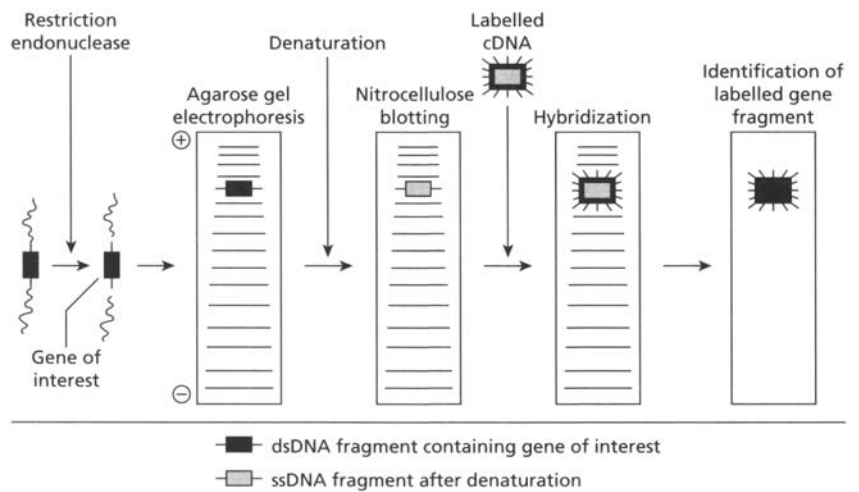 Restriction
endonuclease
Denaturation
Labelled
cDNA
Agarose gel
electrophoresis
Nitrocellulose
blotting
Hybridization
Identification of
labelled gene
fragment
+
Gene of
interest
−
dsDNA fragment containing gene of interest
ssDNA fragment after denaturation